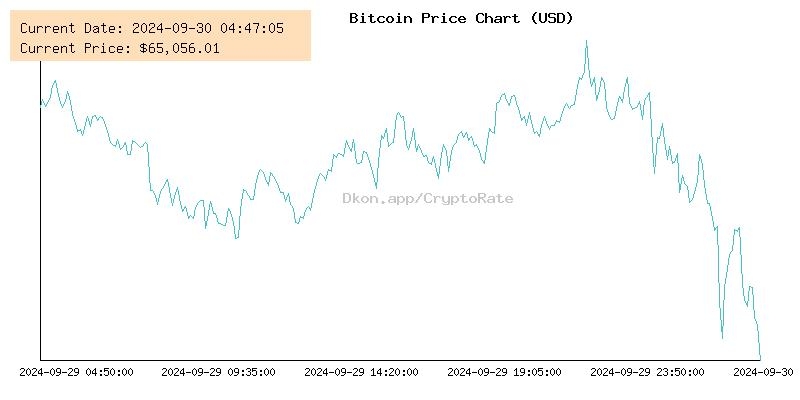 Bitcoin Price Chart (USD)
Current Date: 2024-09-30 04:47:05
Current Price: $65,056.01
Dkon.app/CryptoRate
2024-09-29 04:50:00 2024-09-29 09:35:00 2024-09-29 14:20:00 2024-09-29 19:05:00 2024-09-29 23:50:00 2024-09-30